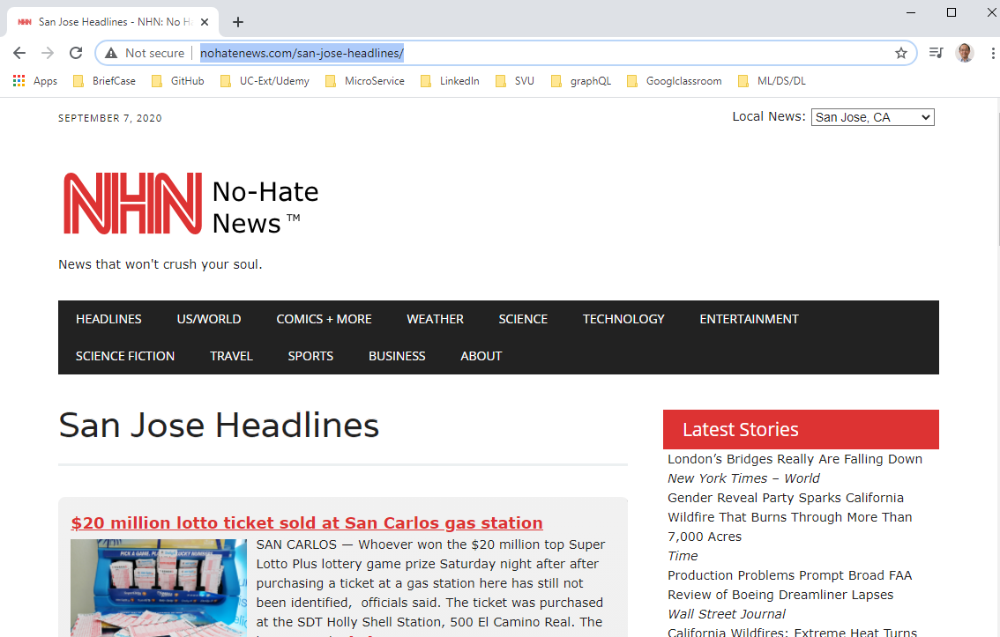 San Jose Headlines - NHN: No H
Not secure
nohatenews.com/san-jose-headlines/
Apps BriefCase GitHub UC-Ext/Udemy MicroService LinkedIn SVU graphQL Googlclassroom ML/DS/DL
SEPTEMBER 7, 2020
Local News: San Jose, CA
NHN No-Hate
News™
News that won't crush your soul.
HEADLINES US/WORLD COMICS + MORE WEATHER SCIENCE TECHNOLOGY ENTERTAINMENT
SCIENCE FICTION TRAVEL SPORTS BUSINESS ABOUT
San Jose Headlines
$20 million lotto ticket sold at San Carlos gas station
SAN CARLOS — Whoever won the $20 million top Super
Lotto Plus lottery game prize Saturday night after after
purchasing a ticket at a gas station here has still not
been identified,  officials said. The ticket was purchased
at the SDT Holly Shell Station, 500 El Camino Real. The
Latest Stories
London’s Bridges Really Are Falling Down
New York Times – World
Gender Reveal Party Sparks California
Wildfire That Burns Through More Than
7,000 Acres
Time
Production Problems Prompt Broad FAA
Review of Boeing Dreamliner Lapses
Wall Street Journal
California Wildfires: Extreme Heat Turns